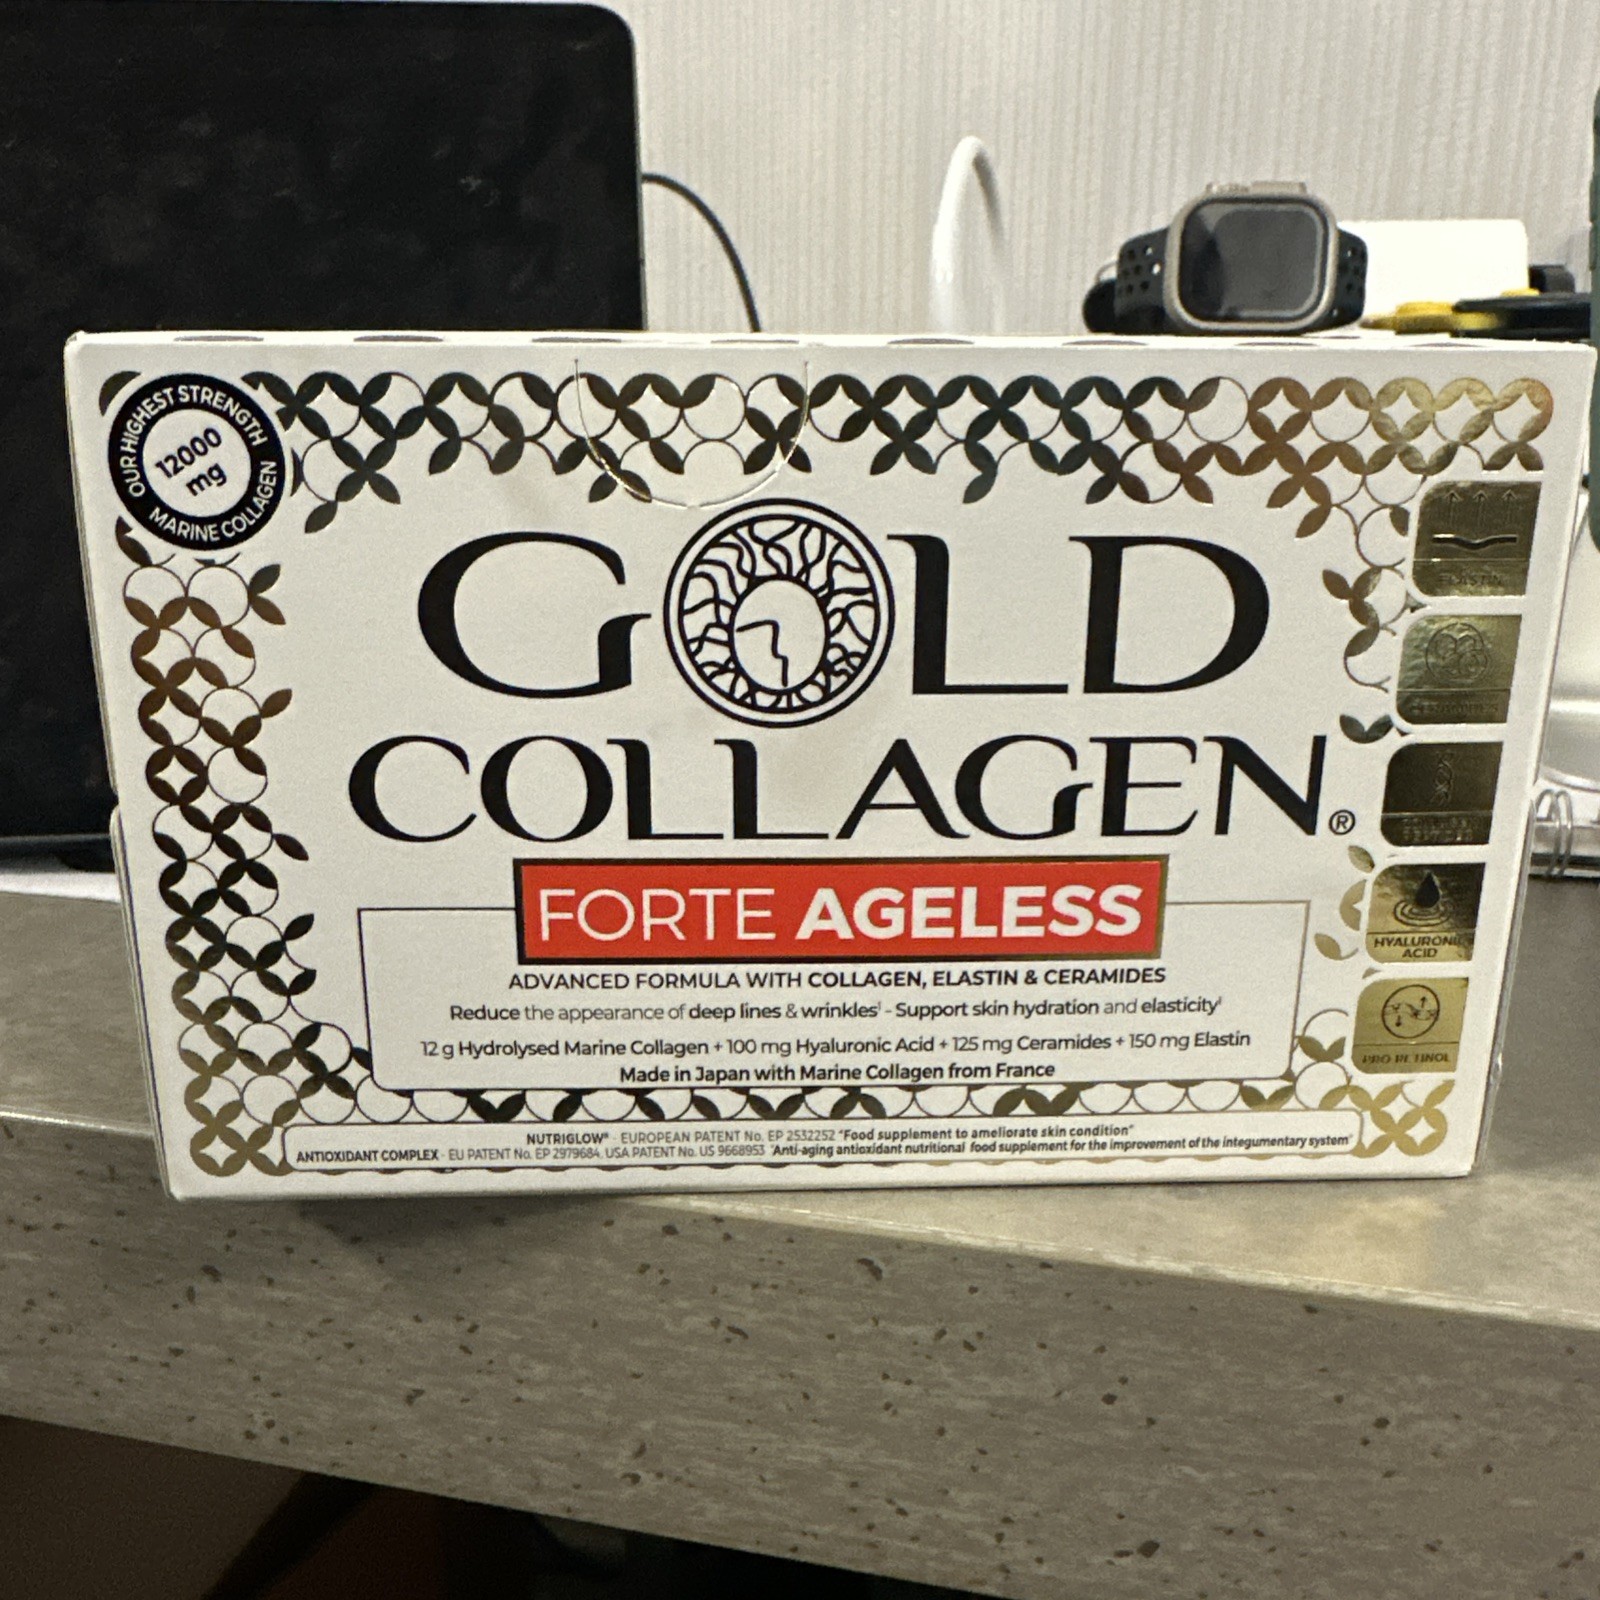 OUR HIGHEST STRENGTH
12000
mg
MARINE COLLAGEN
GOLD
COLLAGEN®
FORTE AGELESS
ADVANCED FORMULA WITH COLLAGEN, ELASTIN & CERAMIDES
Reduce the appearance of deep lines & wrinkles¹ - Support skin hydration and elasticity¹
12 g Hydrolysed Marine Collagen + 100 mg Hyaluronic Acid + 125 mg Ceramides + 150 mg Elastin
Made in Japan with Marine Collagen from France
NUTRIGLOW® - EUROPEAN PATENT No. EP 2532252 "Food supplement to ameliorate skin condition"
ANTIOXIDANT COMPLEX - EU PATENT No. EP 2979684, USA PATENT No. US 9668953 "Anti-aging antioxidant nutritional food supplement for the improvement of the integumentary system"
ELASTIN
HYALURONIC
ACID
PRO RETINOL